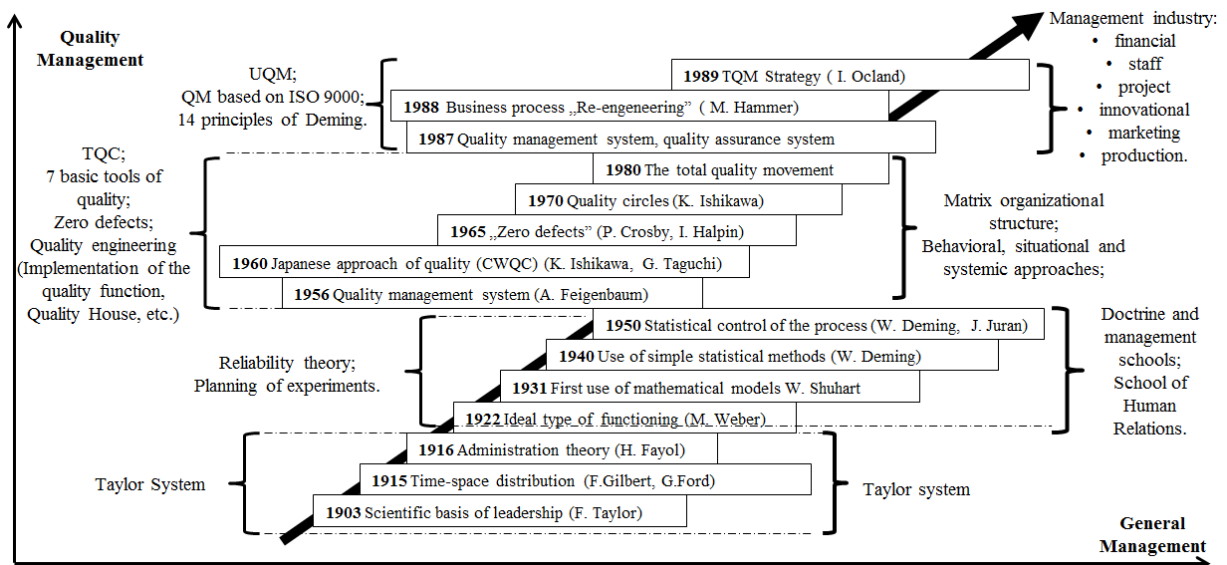 Quality
Management
UQM;
QM based on ISO 9000;
14 principles of Deming.
TQC;
7 basic tools of
quality;
Zero defects;
Quality engineering
(Implementation of the
quality function,
Quality House, etc.)
Reliability theory;
Planning of experiments.
Taylor System
1989 TQM Strategy ( I. Ocland)
1988 Business process „Re-engeneering” ( M. Hammer)
1987 Quality management system, quality assurance system
1980 The total quality movement
1970 Quality circles (K. Ishikawa)
1965 „Zero defects” (P. Crosby, I. Halpin)
1960 Japanese approach of quality (CWQC) (K. Ishikawa, G. Taguchi)
1956 Quality management system (A. Feigenbaum)
1950 Statistical control of the process (W. Deming, J. Juran)
1940 Use of simple statistical methods (W. Deming)
1931 First use of mathematical models W. Shuhart
1922 Ideal type of functioning (M. Weber)
1916 Administration theory (H. Fayol)
1915 Time-space distribution (F.Gilbert, G.Ford)
1903 Scientific basis of leadership (F. Taylor)
Management industry:
• financial
• staff
• project
• innovational
• marketing
• production.
Matrix organizational
structure;
Behavioral, situational and
systemic approaches;
Doctrine and
management
schools;
School of
Human
Relations.
Taylor system
General
Management